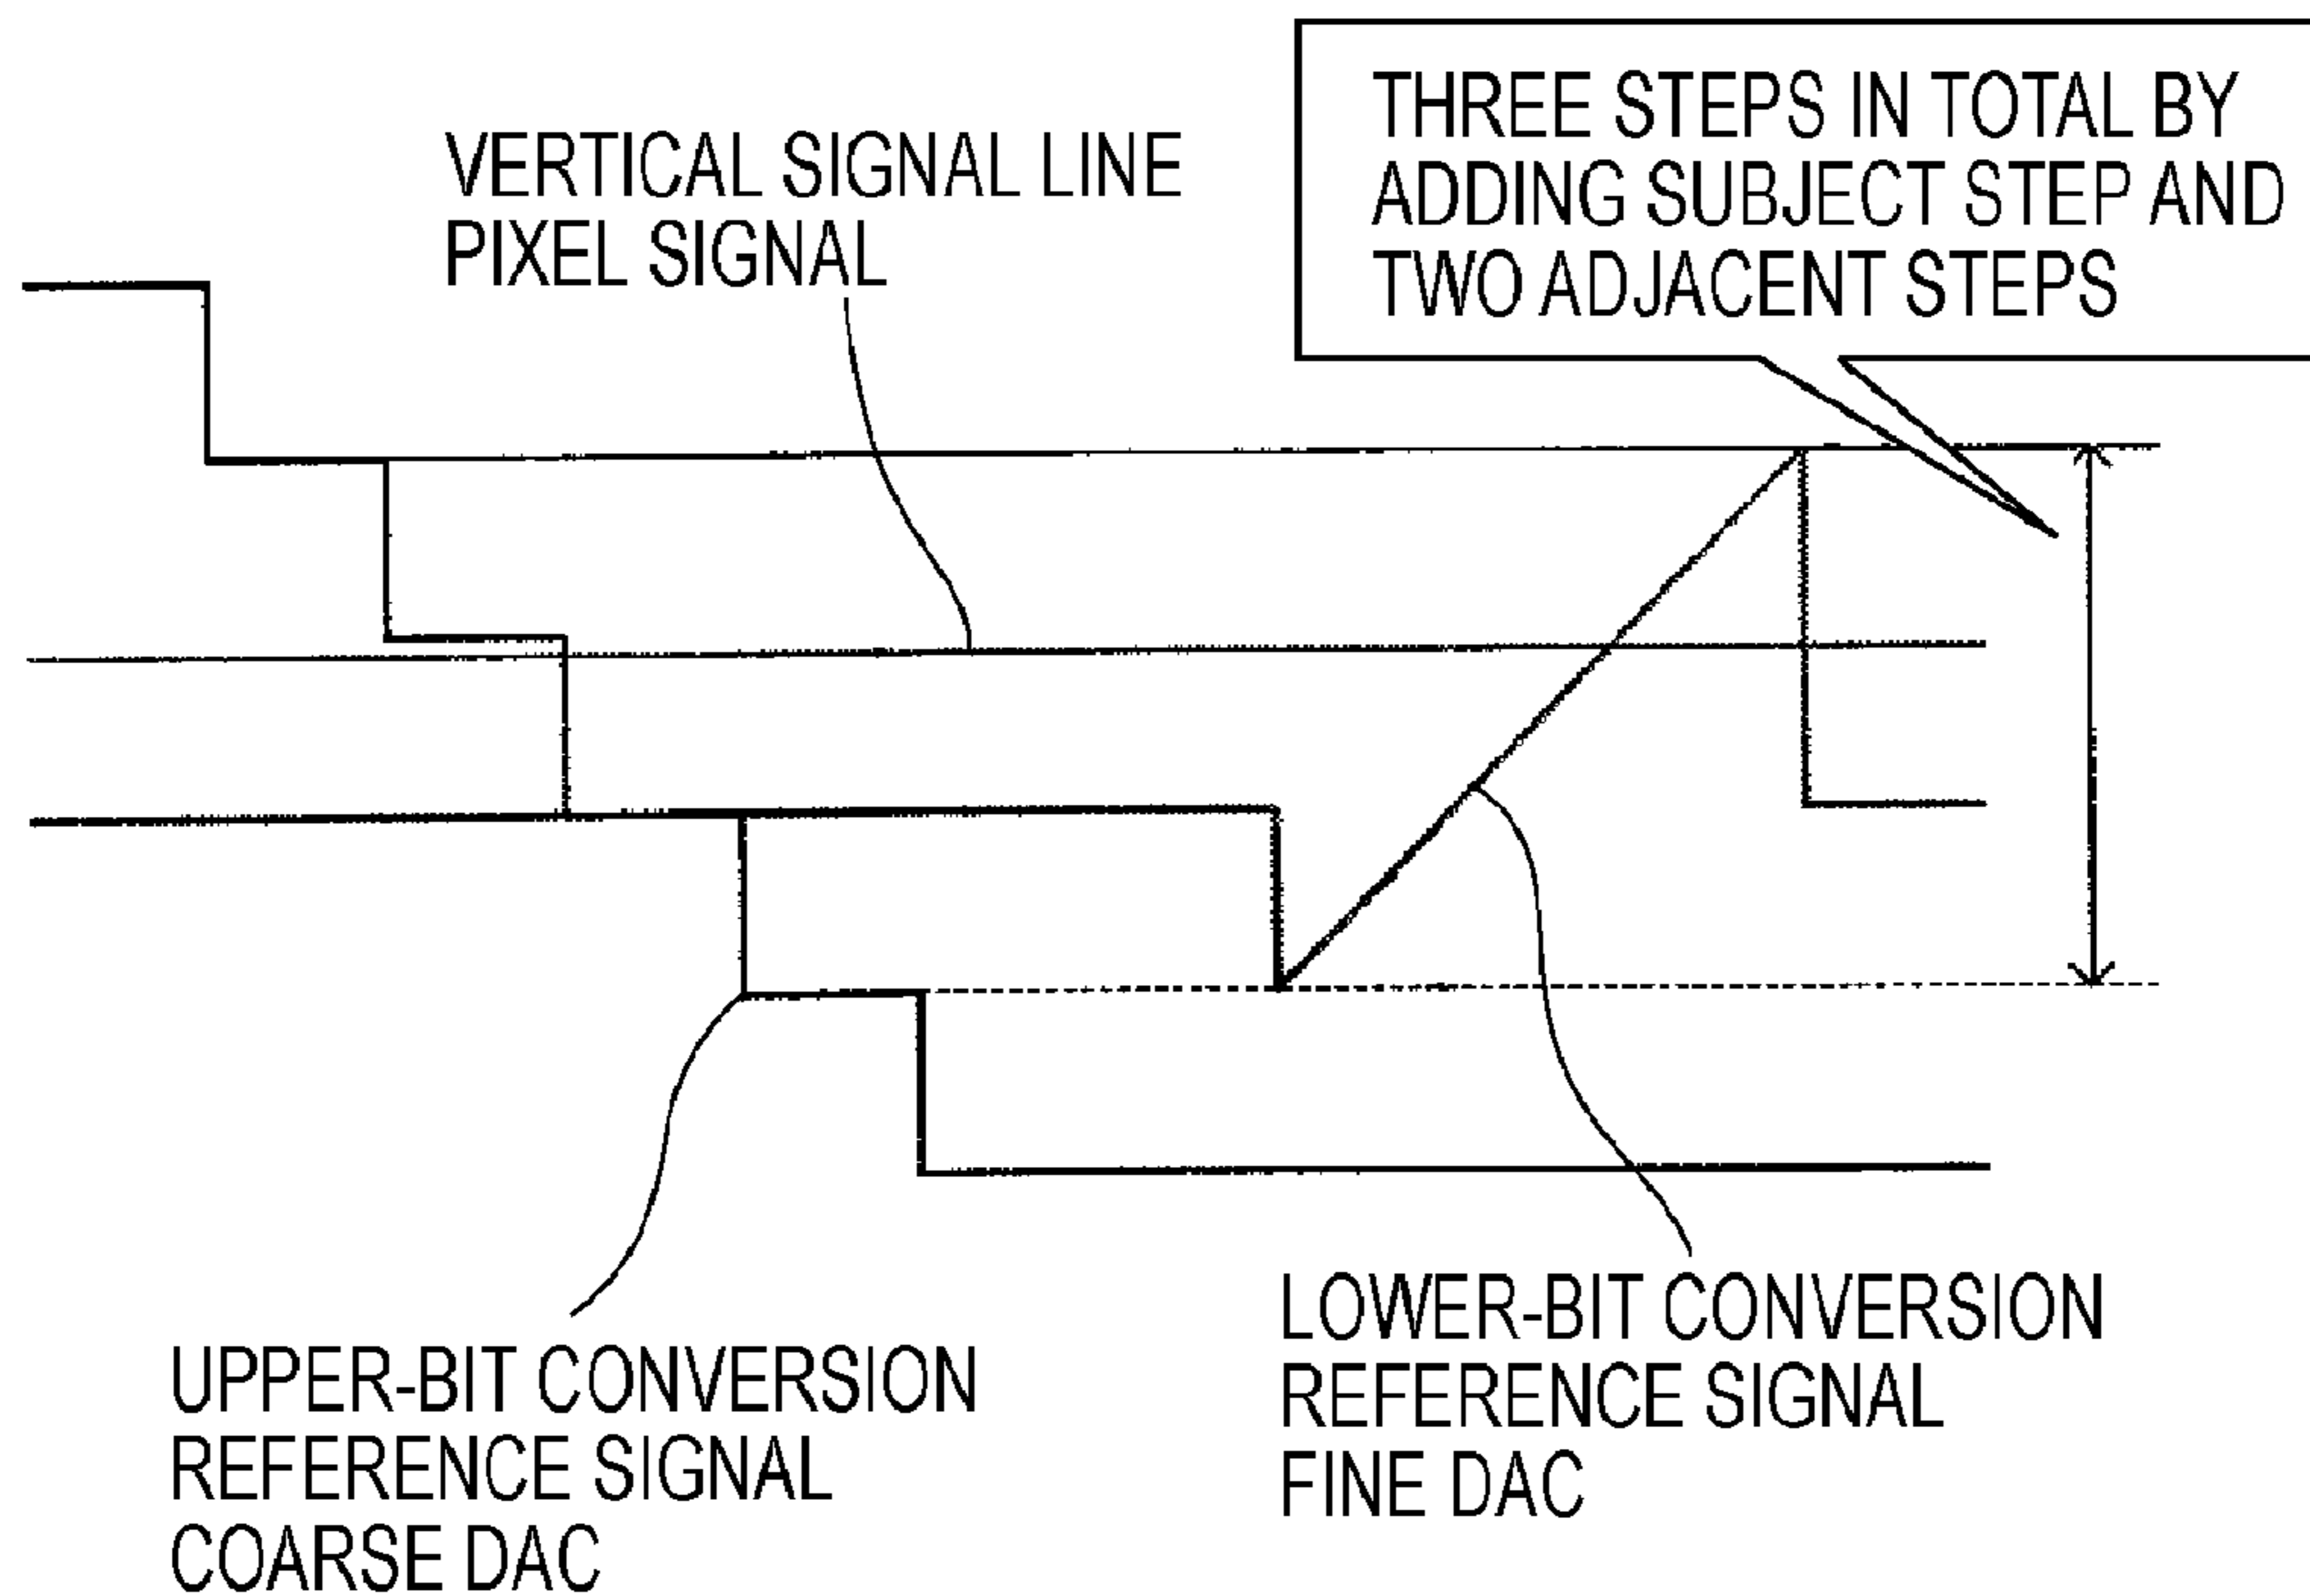 THREE STEPS IN TOTAL BY
ADDING SUBJECT STEP AND
TWO ADJACENT STEPS
VERTICAL SIGNAL LINE
PIXEL SIGNAL
UPPER-BIT CONVERSION
REFERENCE SIGNAL
COARSE DAC
LOWER-BIT CONVERSION
REFERENCE SIGNAL
FINE DAC